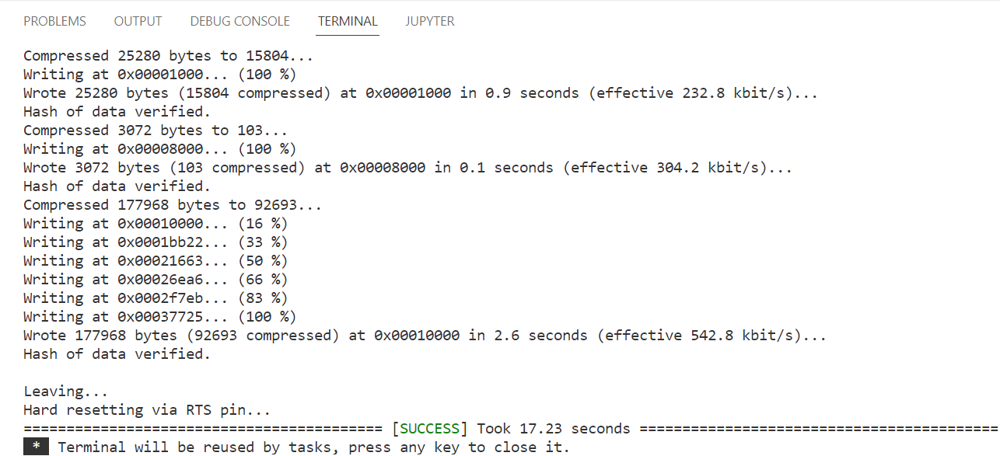 PROBLEMS OUTPUT DEBUG CONSOLE TERMINAL JUPYTER
Compressed 25280 bytes to 15804...
Writing at 0x00001000... (100 %)
Wrote 25280 bytes (15804 compressed) at 0x00001000 in 0.9 seconds (effective 232.8 kbit/s)...
Hash of data verified.
Compressed 3072 bytes to 103...
Writing at 0x00008000... (100 %)
Wrote 3072 bytes (103 compressed) at 0x00008000 in 0.1 seconds (effective 304.2 kbit/s)...
Hash of data verified.
Compressed 177968 bytes to 92693...
Writing at 0x00010000... (16 %)
Writing at 0x0001bb22... (33 %)
Writing at 0x00021663... (50 %)
Writing at 0x00026ea6... (66 %)
Writing at 0x0002f7eb... (83 %)
Writing at 0x00037725... (100 %)
Wrote 177968 bytes (92693 compressed) at 0x00010000 in 2.6 seconds (effective 542.8 kbit/s)...
Hash of data verified.
Leaving...
Hard resetting via RTS pin...
========================================== [SUCCESS] Took 17.23 seconds ==========================================
* Terminal will be reused by tasks, press any key to close it.